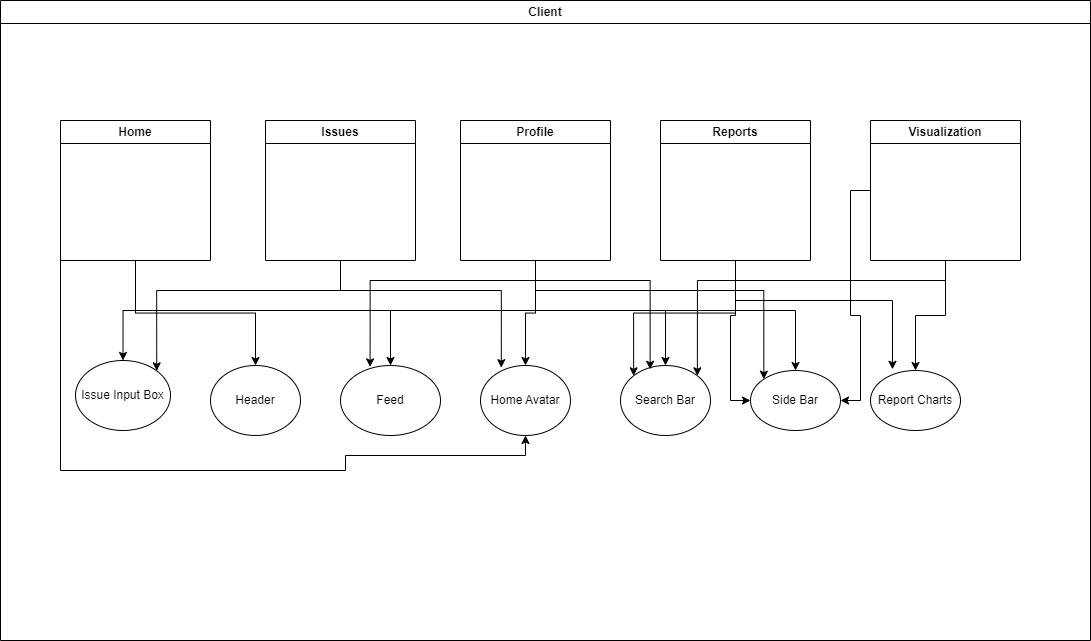 Client
Home
Issues
Profile
Reports
Visualization
Issue Input Box
Header
Feed
Home Avatar
Search Bar
Side Bar
Report Charts